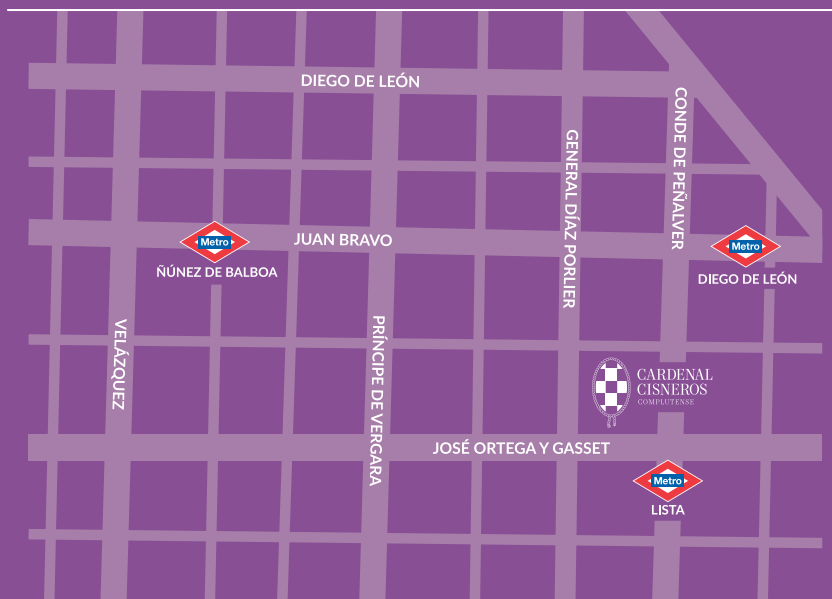 DIEGO DE LEÓN
CONDE DE PEÑALVER
GENERAL DÍAZ PORLIER
Metro
ÑÚNEZ DE BALBOA
JUAN BRAVO
Metro
DIEGO DE LEÓN
VELÁZQUEZ
PRÍNCIPE DE VERGARA
CARDENAL
CISNEROS
COMPLUTENSE
JOSÉ ORTEGA Y GASSET
Metro
LISTA